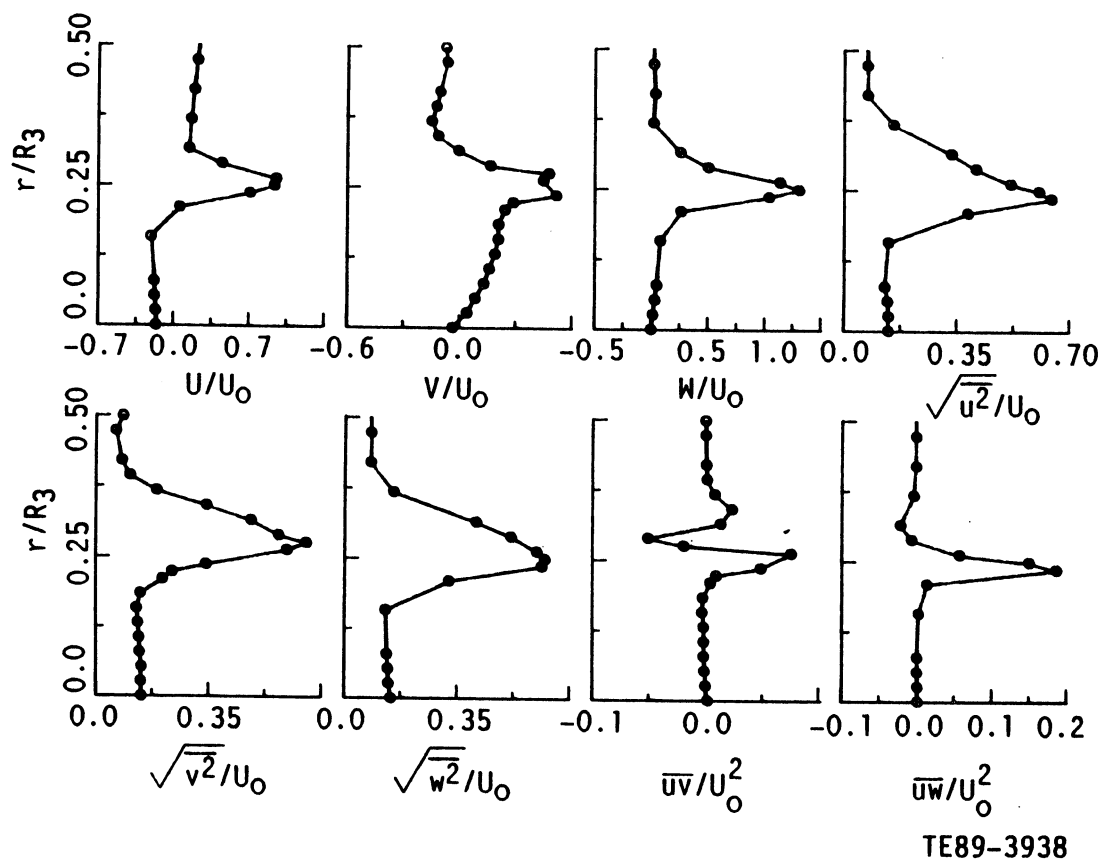 r/R3
0.50
0.25
0.0
-0.7 0.0 0.7 -0.6 0.0 -0.5 0.5 1.0 0.0 0.35 0.70
U/Uo V/Uo W/Uo √u²/Uo
r/R3
0.50
0.25
0.0
0.0 0.35 0.0 0.35 -0.1 0.0 -0.1 0.0 0.1 0.2
√v²/Uo √w²/Uo uv/Uo² uw/Uo²
TE89-3938